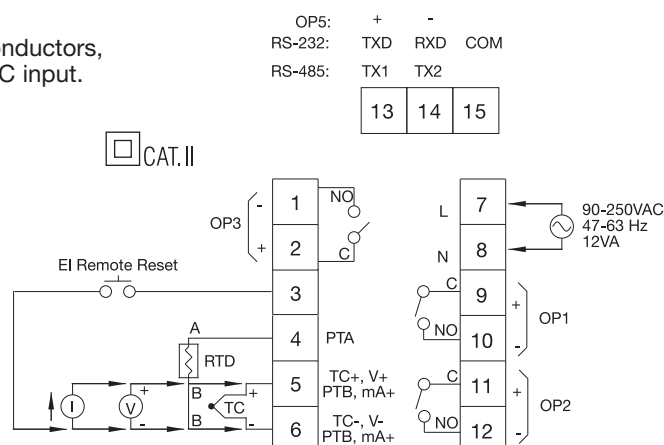 onductors,
C input.
OP5: + -
RS-232: TXD RXD COM
RS-485: TX1 TX2
13 14 15
CAT. II
OP3 - +
1 NO
2 C
EI Remote Reset
3
A
4 PTA
RTD
I V + - B B TC + -
5 TC+, V+
PTB, mA+
6 TC-, V-
PTB, mA+
L 7
N 8
90-250VAC
47-63 Hz
12VA
C 9 +
NO 10 -
OP1
C 11 +
NO 12 -
OP2